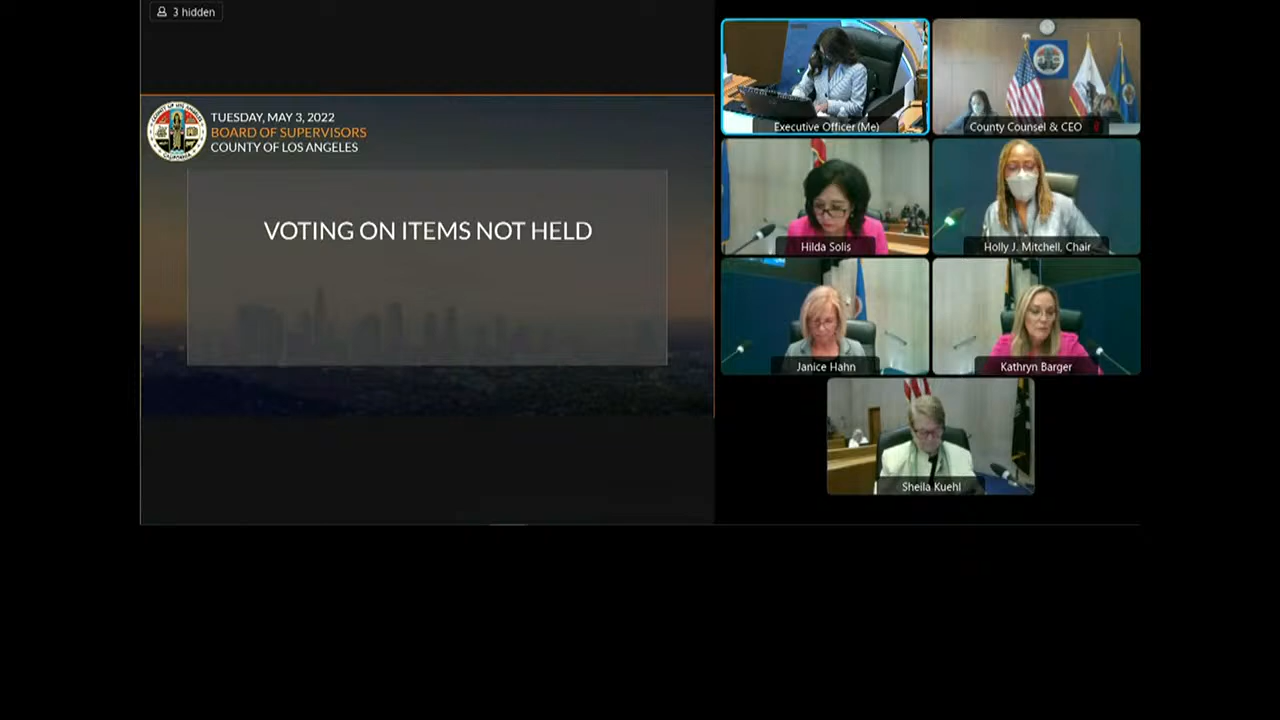 3 hidden
TUESDAY, MAY 3, 2022
BOARD OF SUPERVISORS
COUNTY OF LOS ANGELES
VOTING ON ITEMS NOT HELD
Executive Officer (Me)
County Counsel & CEO
Hilda Solis
Holly J. Mitchell, Chair
Janice Hahn
Kathryn Barger
Sheila Kuehl